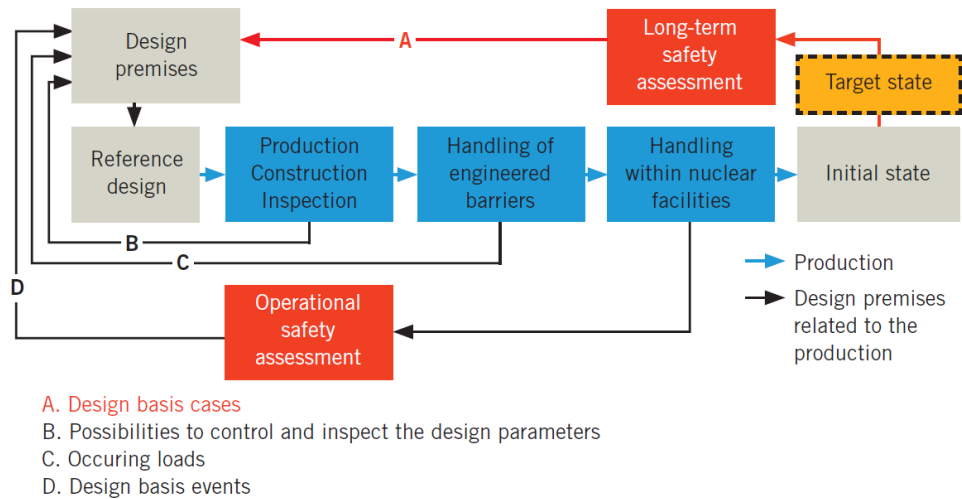 Design
premises
A
Long-term
safety
assessment
Target state
Reference
design
Production
Construction
Inspection
Handling of
engineered
barriers
Handling
within nuclear
facilities
Initial state
B
C
D
Operational
safety
assessment
Production
Design premises
related to the
production
A. Design basis cases
B. Possibilities to control and inspect the design parameters
C. Occuring loads
D. Design basis events